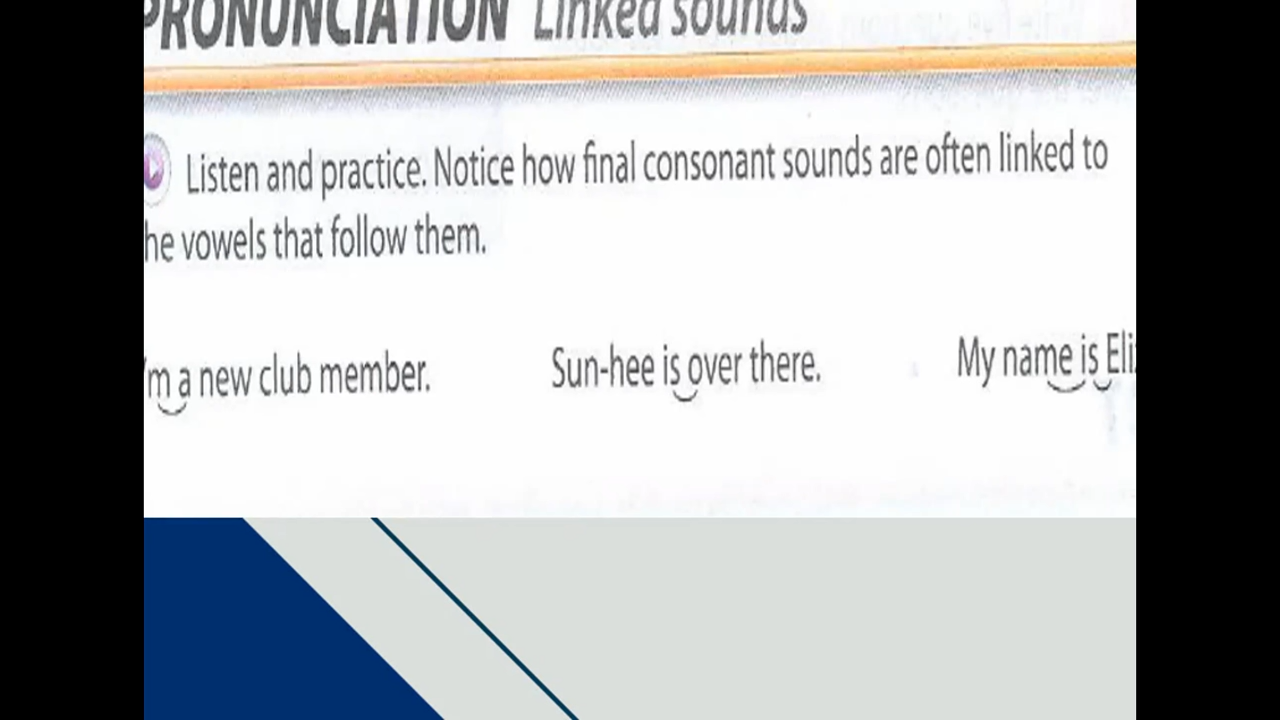 PRONUNCIATION Linked sounds
Listen and practice. Notice how final consonant sounds are often linked to
he vowels that follow them.
'm a new club member. Sun-hee is over there. My name is Eli